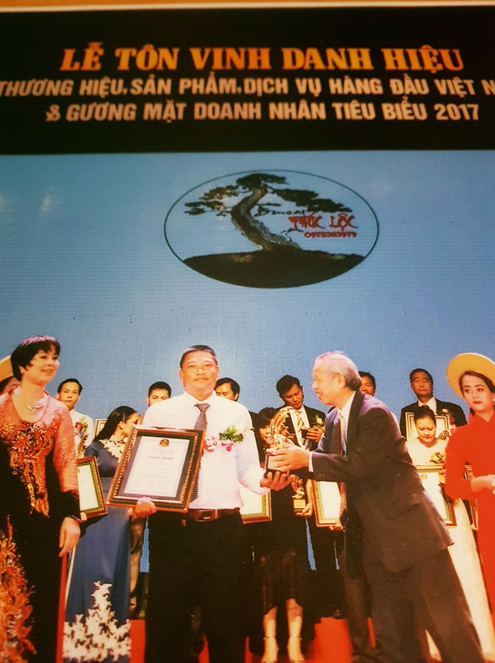 LỄ TÔN VINH DANH HIỆU
THƯƠNG HIỆU, SẢN PHẨM, DỊCH VỤ HÀNG ĐẦU VIỆT N
& GƯƠNG MẶT DOANH NHÂN TIÊU BIỂU 2017
PHÚC LỘC